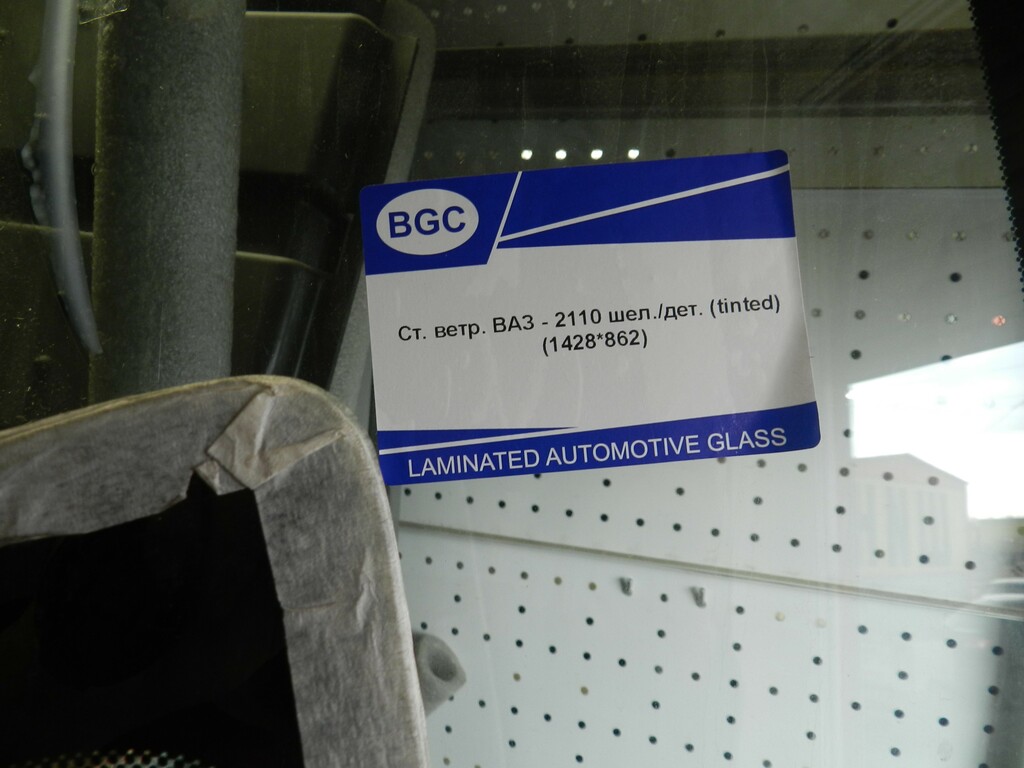 BGC
Ст. ветр. ВАЗ - 2110 шел./дет. (tinted)
(1428*862)
LAMINATED AUTOMOTIVE GLASS